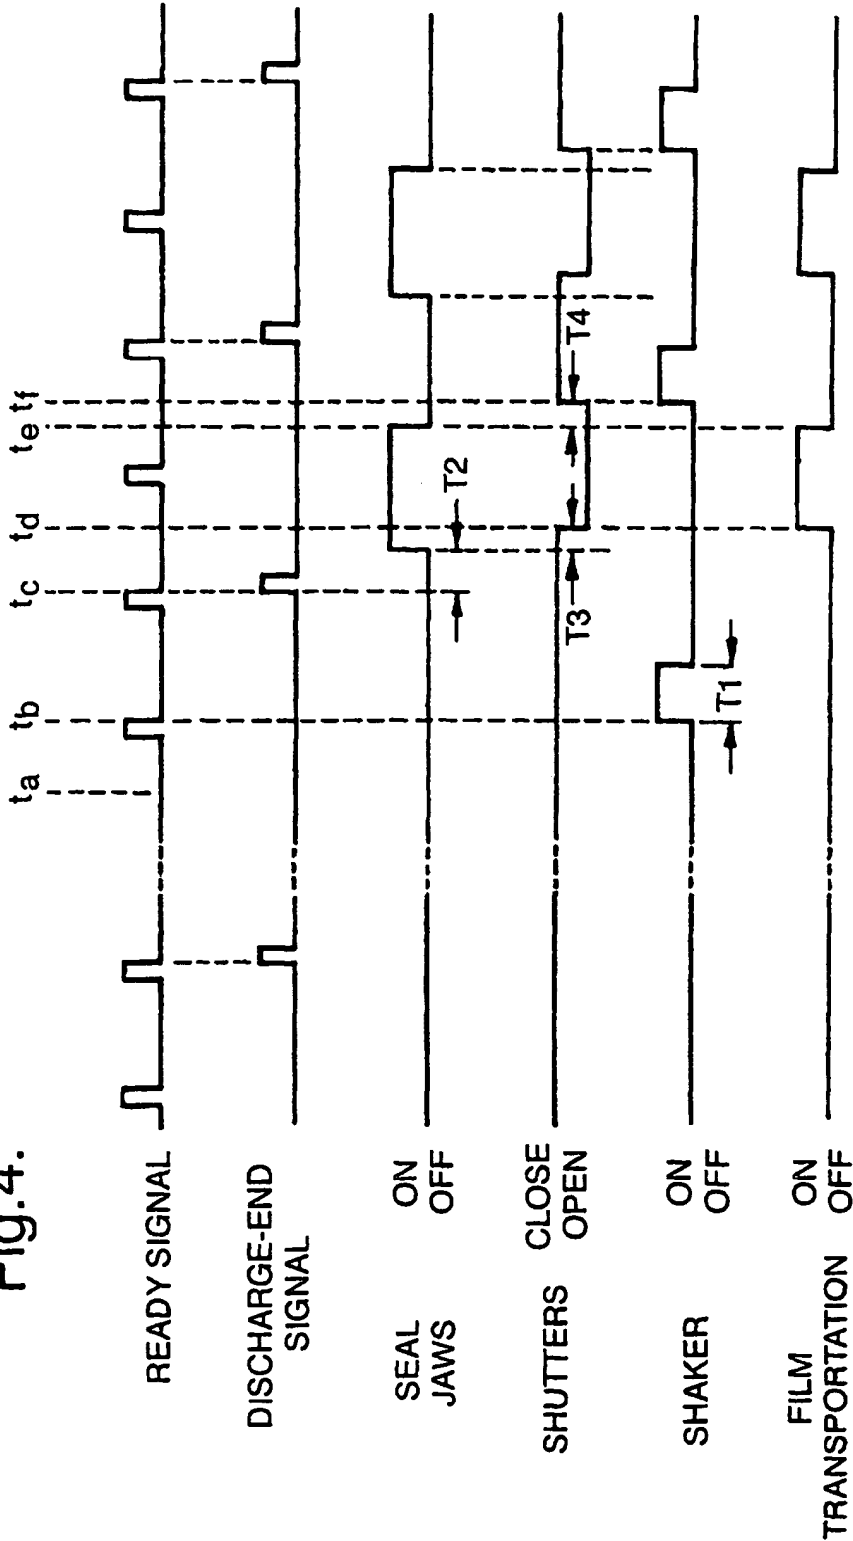 Fig.4.
ta tb tc td te tf
READY SIGNAL
DISCHARGE-END
SIGNAL
SEAL
JAWS
ON
OFF
T2
SHUTTERS
CLOSE
OPEN
T3
T4
SHAKER
ON
OFF
T1
FILM
TRANSPORTATION
ON
OFF